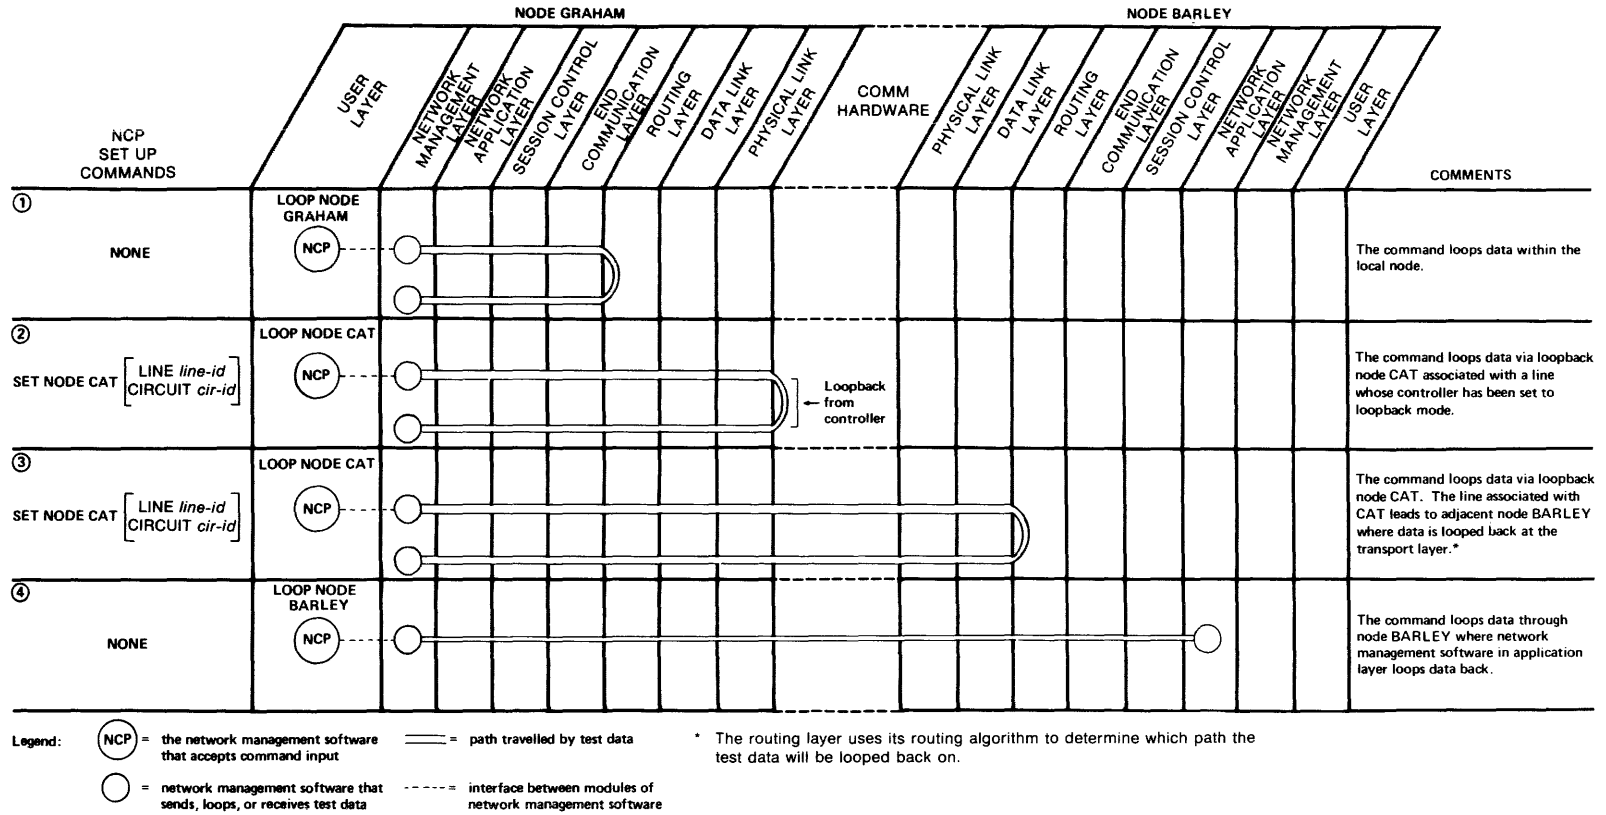 NODE GRAHAM
NODE BARLEY
NCP
SET UP
COMMANDS
USER
LAYER
NETWORK
MANAGEMENT
LAYER
NETWORK
APPLICATION
LAYER
SESSION CONTROL
LAYER
END
COMMUNICATION
LAYER
ROUTING
LAYER
DATA LINK
LAYER
PHYSICAL LINK
LAYER
COMM
HARDWARE
PHYSICAL LINK
LAYER
DATA LINK
LAYER
ROUTING
LAYER
END
COMMUNICATION
LAYER
SESSION CONTROL
LAYER
NETWORK
APPLICATION
LAYER
NETWORK
MANAGEMENT
LAYER
USER
LAYER
COMMENTS
1
NONE
LOOP NODE
GRAHAM
NCP
The command loops data within the
local node.
2
SET NODE CAT
LINE line-id
CIRCUIT cir-id
LOOP NODE CAT
NCP
Loopback
from
controller
The command loops data via loopback
node CAT associated with a line
whose controller has been set to
loopback mode.
3
SET NODE CAT
LINE line-id
CIRCUIT cir-id
LOOP NODE CAT
NCP
The command loops data via loopback
node CAT. The line associated with
CAT leads to adjacent node BARLEY
where data is looped back at the
transport layer.*
4
NONE
LOOP NODE
BARLEY
NCP
The command loops data through
node BARLEY where network
management software in application
layer loops data back.
Legend:
NCP = the network management software
that accepts command input
= path travelled by test data
* The routing layer uses its routing algorithm to determine which path the
test data will be looped back on.
= network management software that
sends, loops, or receives test data
= interface between modules of
network management software